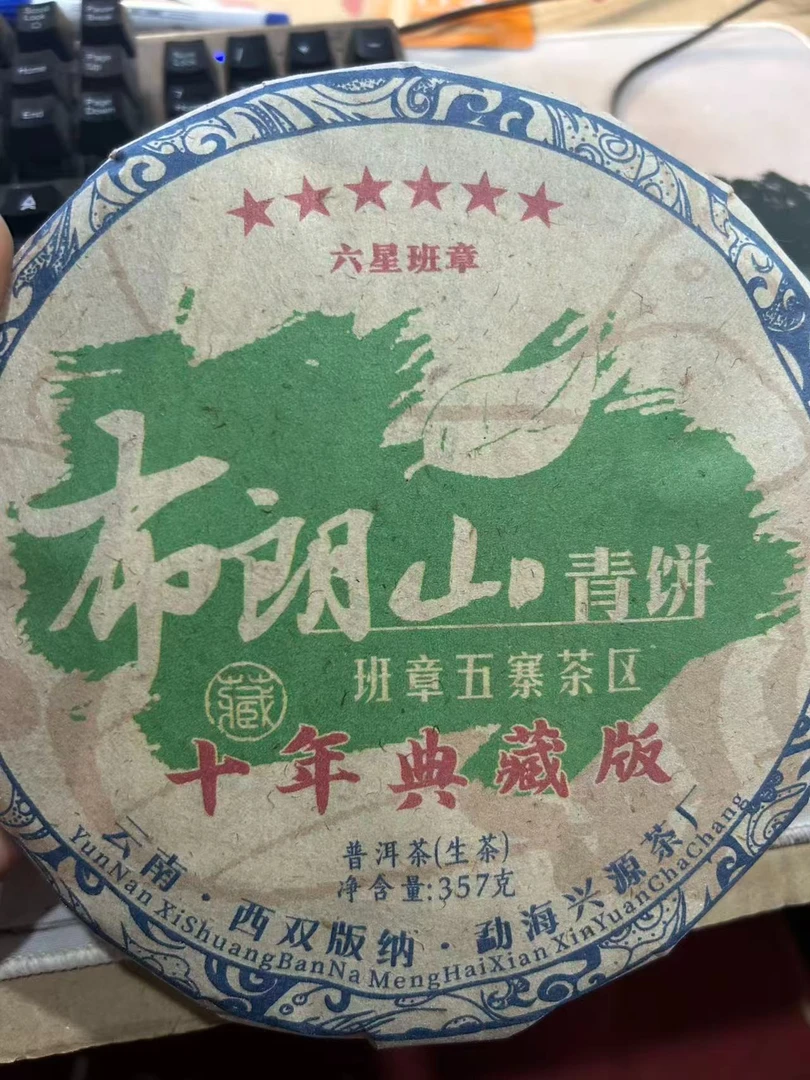 六星班章
布朗山青饼
班章五寨茶区
藏
十年典藏版
普洱茶(生茶)
净含量:357克
云南·西双版纳·勐海兴源茶厂
YunNan XiShuangBanNa MengHaiXian XinYuanChaChang
Home
End